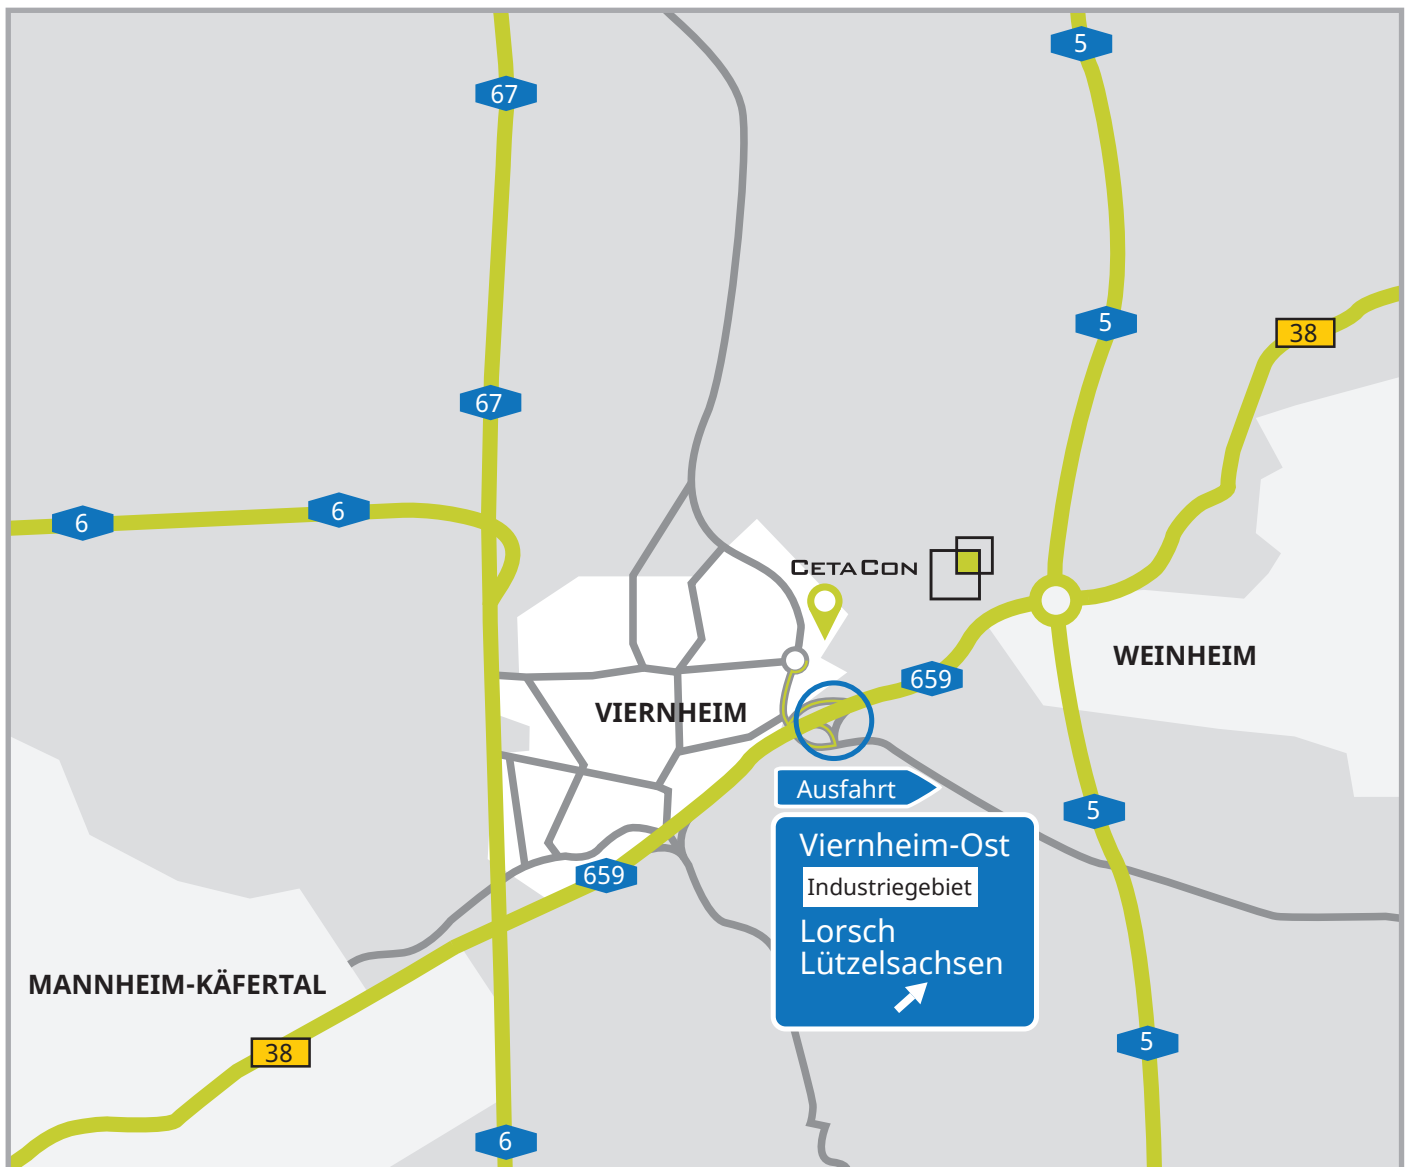 5
67
5
38
67
6
6
CETACON
WEINHEIM
659
VIERNHEIM
Ausfahrt
5
Viernheim-Ost
Industriegebiet
Lorsch
Lützelsachsen
659
MANNHEIM-KÄFERTAL
38
5
6